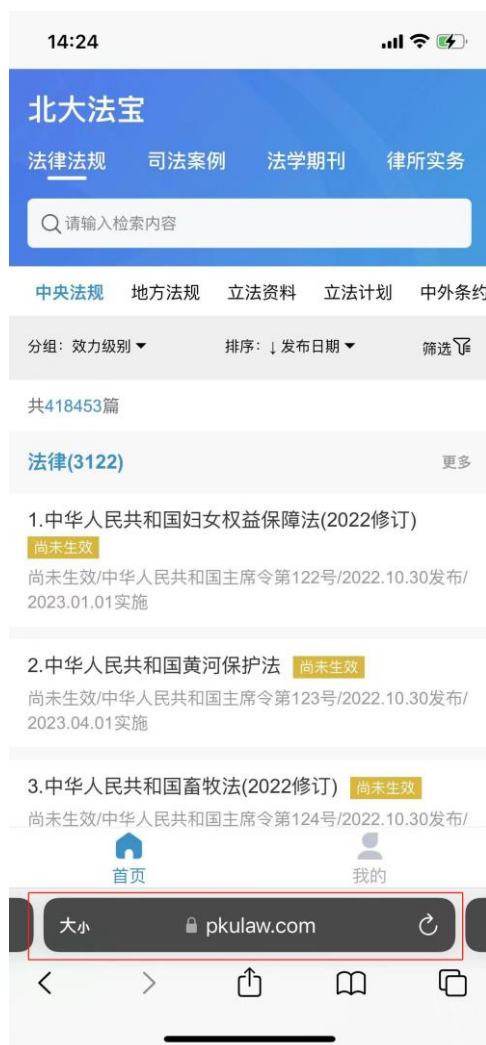 14:24
北大法宝
法律法规 司法案例 法学期刊 律所实务
请输入检索内容
中央法规 地方法规 立法资料 立法计划 中外条约
分组：效力级别▼ 排序：↓发布日期▼ 筛选
共418453篇
法律(3122) 更多
1.中华人民共和国妇女权益保障法(2022修订)
尚未生效
尚未生效/中华人民共和国主席令第122号/2022.10.30发布/
2023.01.01实施
2.中华人民共和国黄河保护法 尚未生效
尚未生效/中华人民共和国主席令第123号/2022.10.30发布/
2023.04.01实施
3.中华人民共和国畜牧法(2022修订) 尚未生效
尚未生效/中华人民共和国主席令第124号/2022.10.30发布/
首页 我的
大小 pkulaw.com